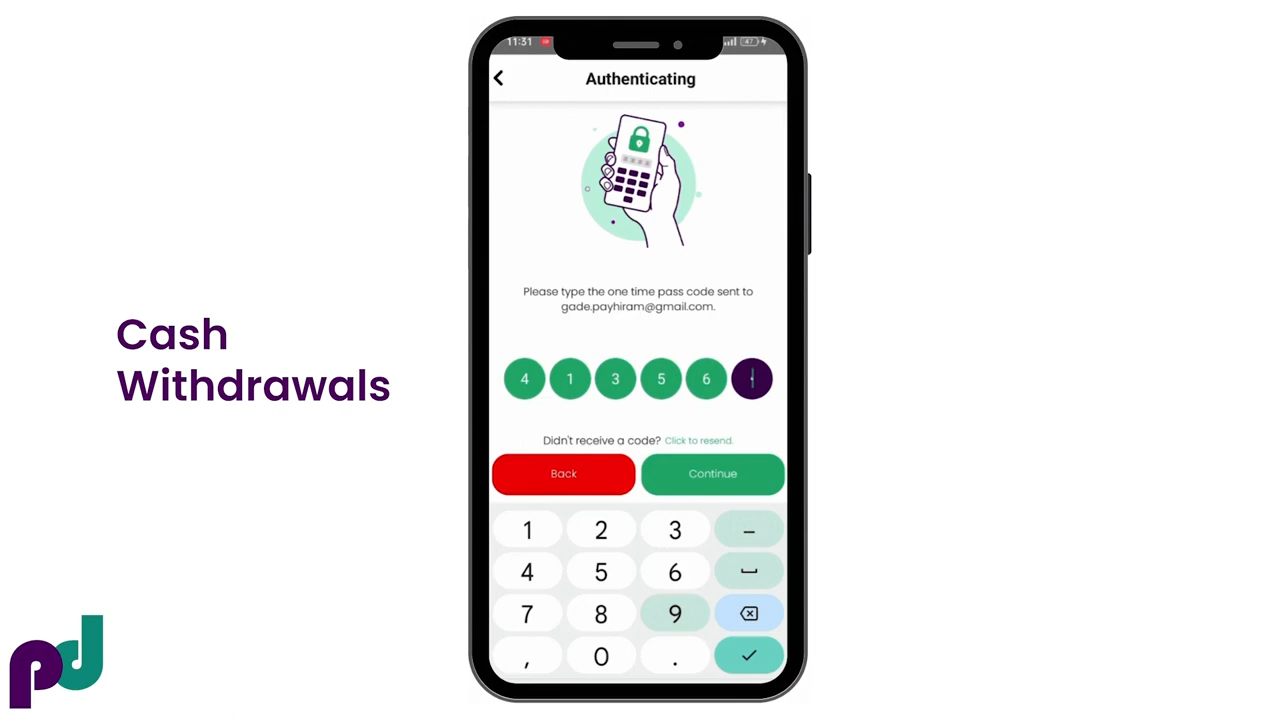 11:31
47
Authenticating
Please type the one time pass code sent to
gade.payhiram@gmail.com.
4 1 3 5 6
Didn't receive a code? Click to resend.
Back Continue
1 2 3 –
4 5 6
7 8 9
, 0 .
Cash
Withdrawals
pd